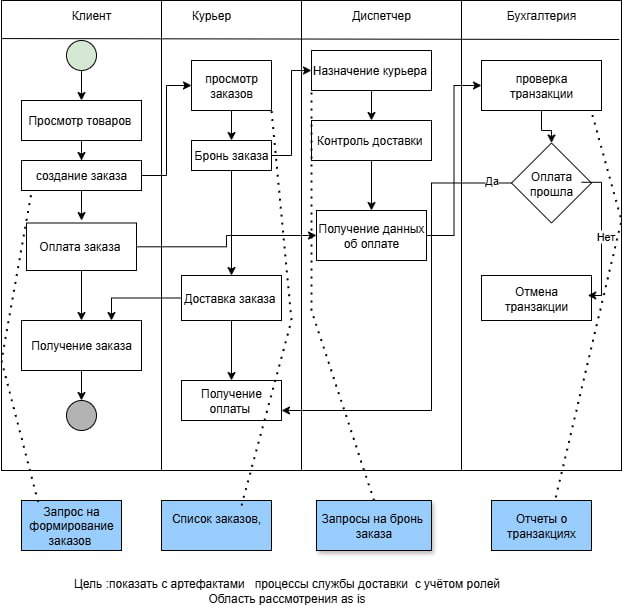 Клиент
Курьер
Диспетчер
Бухгалтерия
Просмотр товаров
создание заказа
Оплата заказа
Получение заказа
просмотр
заказов
Бронь заказа
Доставка заказа
Получение
оплаты
Назначение курьера
Контроль доставки
Получение данных
об оплате
проверка
транзакции
Оплата
прошла
Да
Нет
Отмена
транзакции
Запрос на
формирование
заказов
Список заказов,
Запросы на бронь
заказа
Отчеты о
транзакциях
Цель :показать с артефактами процессы службы доставки с учётом ролей
Область рассмотрения as is